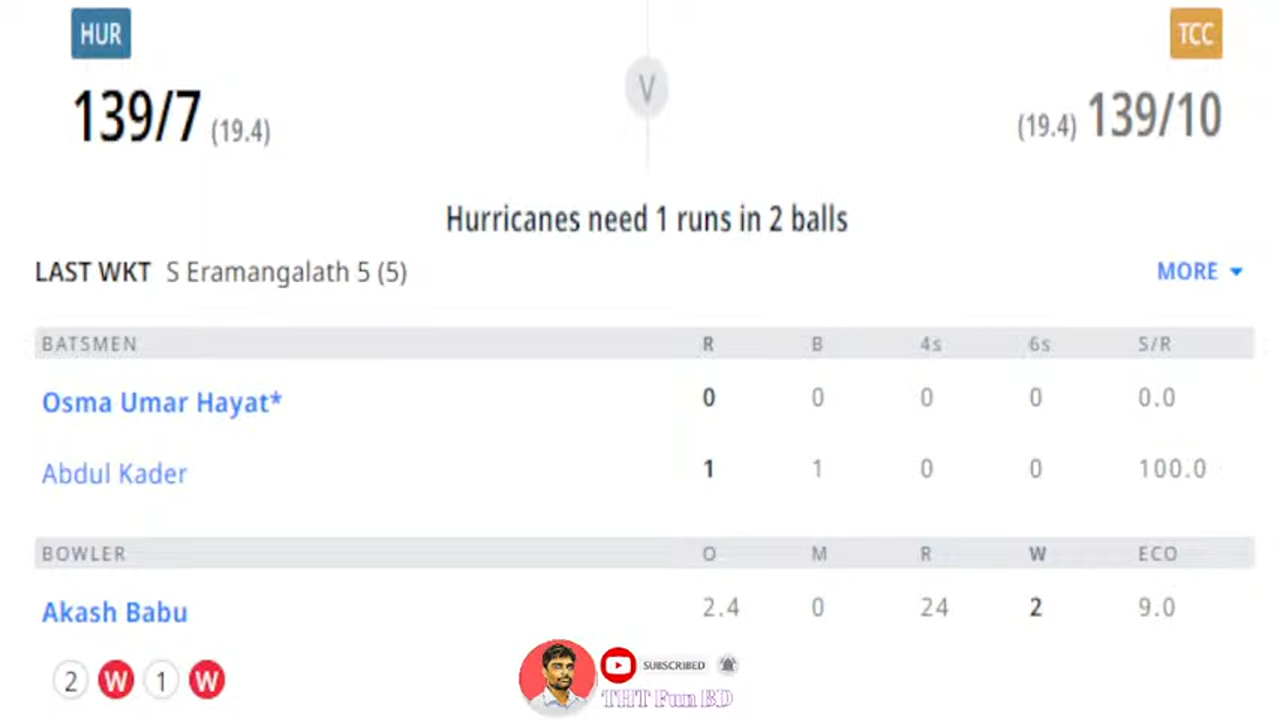 HUR
TCC
139/7 (19.4)
V
(19.4) 139/10
Hurricanes need 1 runs in 2 balls
LAST WKT S Eramangalath 5 (5)
MORE
BATSMEN R B 4s 6s S/R
Osma Umar Hayat* 0 0 0 0 0.0
Abdul Kader 1 1 0 0 100.0
BOWLER O M R W ECO
Akash Babu 2.4 0 24 2 9.0
2 W 1 W
SUBSCRIBED
THT Fun BD